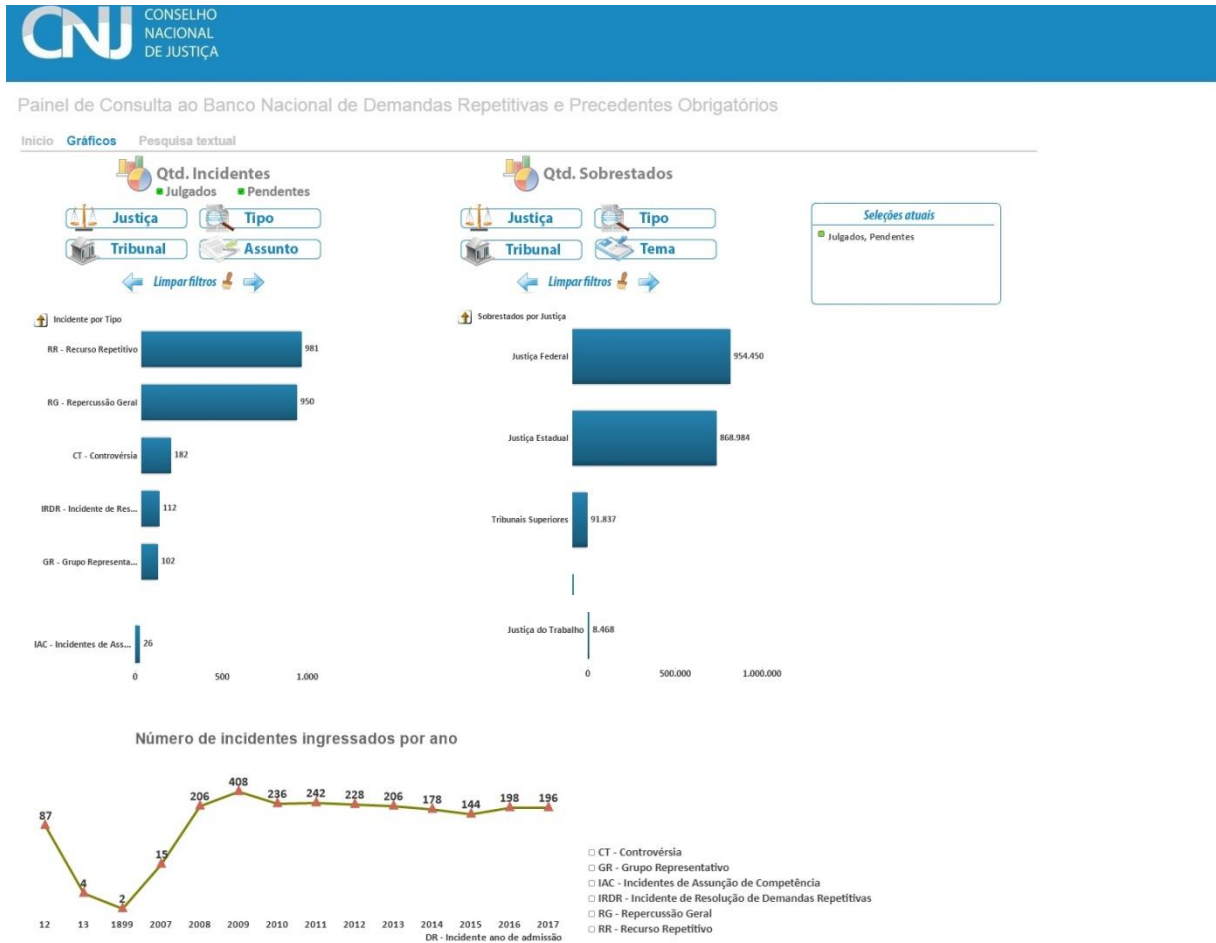 CNJ
CONSELHO
NACIONAL
DE JUSTIÇA
Painel de Consulta ao Banco Nacional de Demandas Repetitivas e Precedentes Obrigatórios
Inicio Gráficos Pesquisa textual
Qtd. Incidentes
Julgados Pendentes
Justiça Tipo
Tribunal Assunto
Limpar filtros
Incidente por Tipo
RR - Recurso Repetitivo 981
RG - Repercussão Geral 950
CT - Controvérsia 182
IRDR - Incidente de Res... 112
GR - Grupo Representa... 102
IAC - Incidentes de Ass... 26
0 500 1.000
Qtd. Sobrestados
Justiça Tipo
Tribunal Tema
Limpar filtros
Sobrestados por Justiça
Justiça Federal 954.450
Justiça Estadual 868.984
Tribunais Superiores 91.837
Justiça do Trabalho 8.468
0 500.000 1.000.000
Seleções atuais
Julgados, Pendentes
Número de incidentes ingressados por ano
87 4 2 15 206 408 236 242 228 206 178 144 198 196
12 13 1899 2007 2008 2009 2010 2011 2012 2013 2014 2015 2016 2017
DR - Incidente ano de admissão
CT - Controvérsia
GR - Grupo Representativo
IAC - Incidentes de Assunção de Competência
IRDR - Incidente de Resolução de Demandas Repetitivas
RG - Repercussão Geral
RR - Recurso Repetitivo